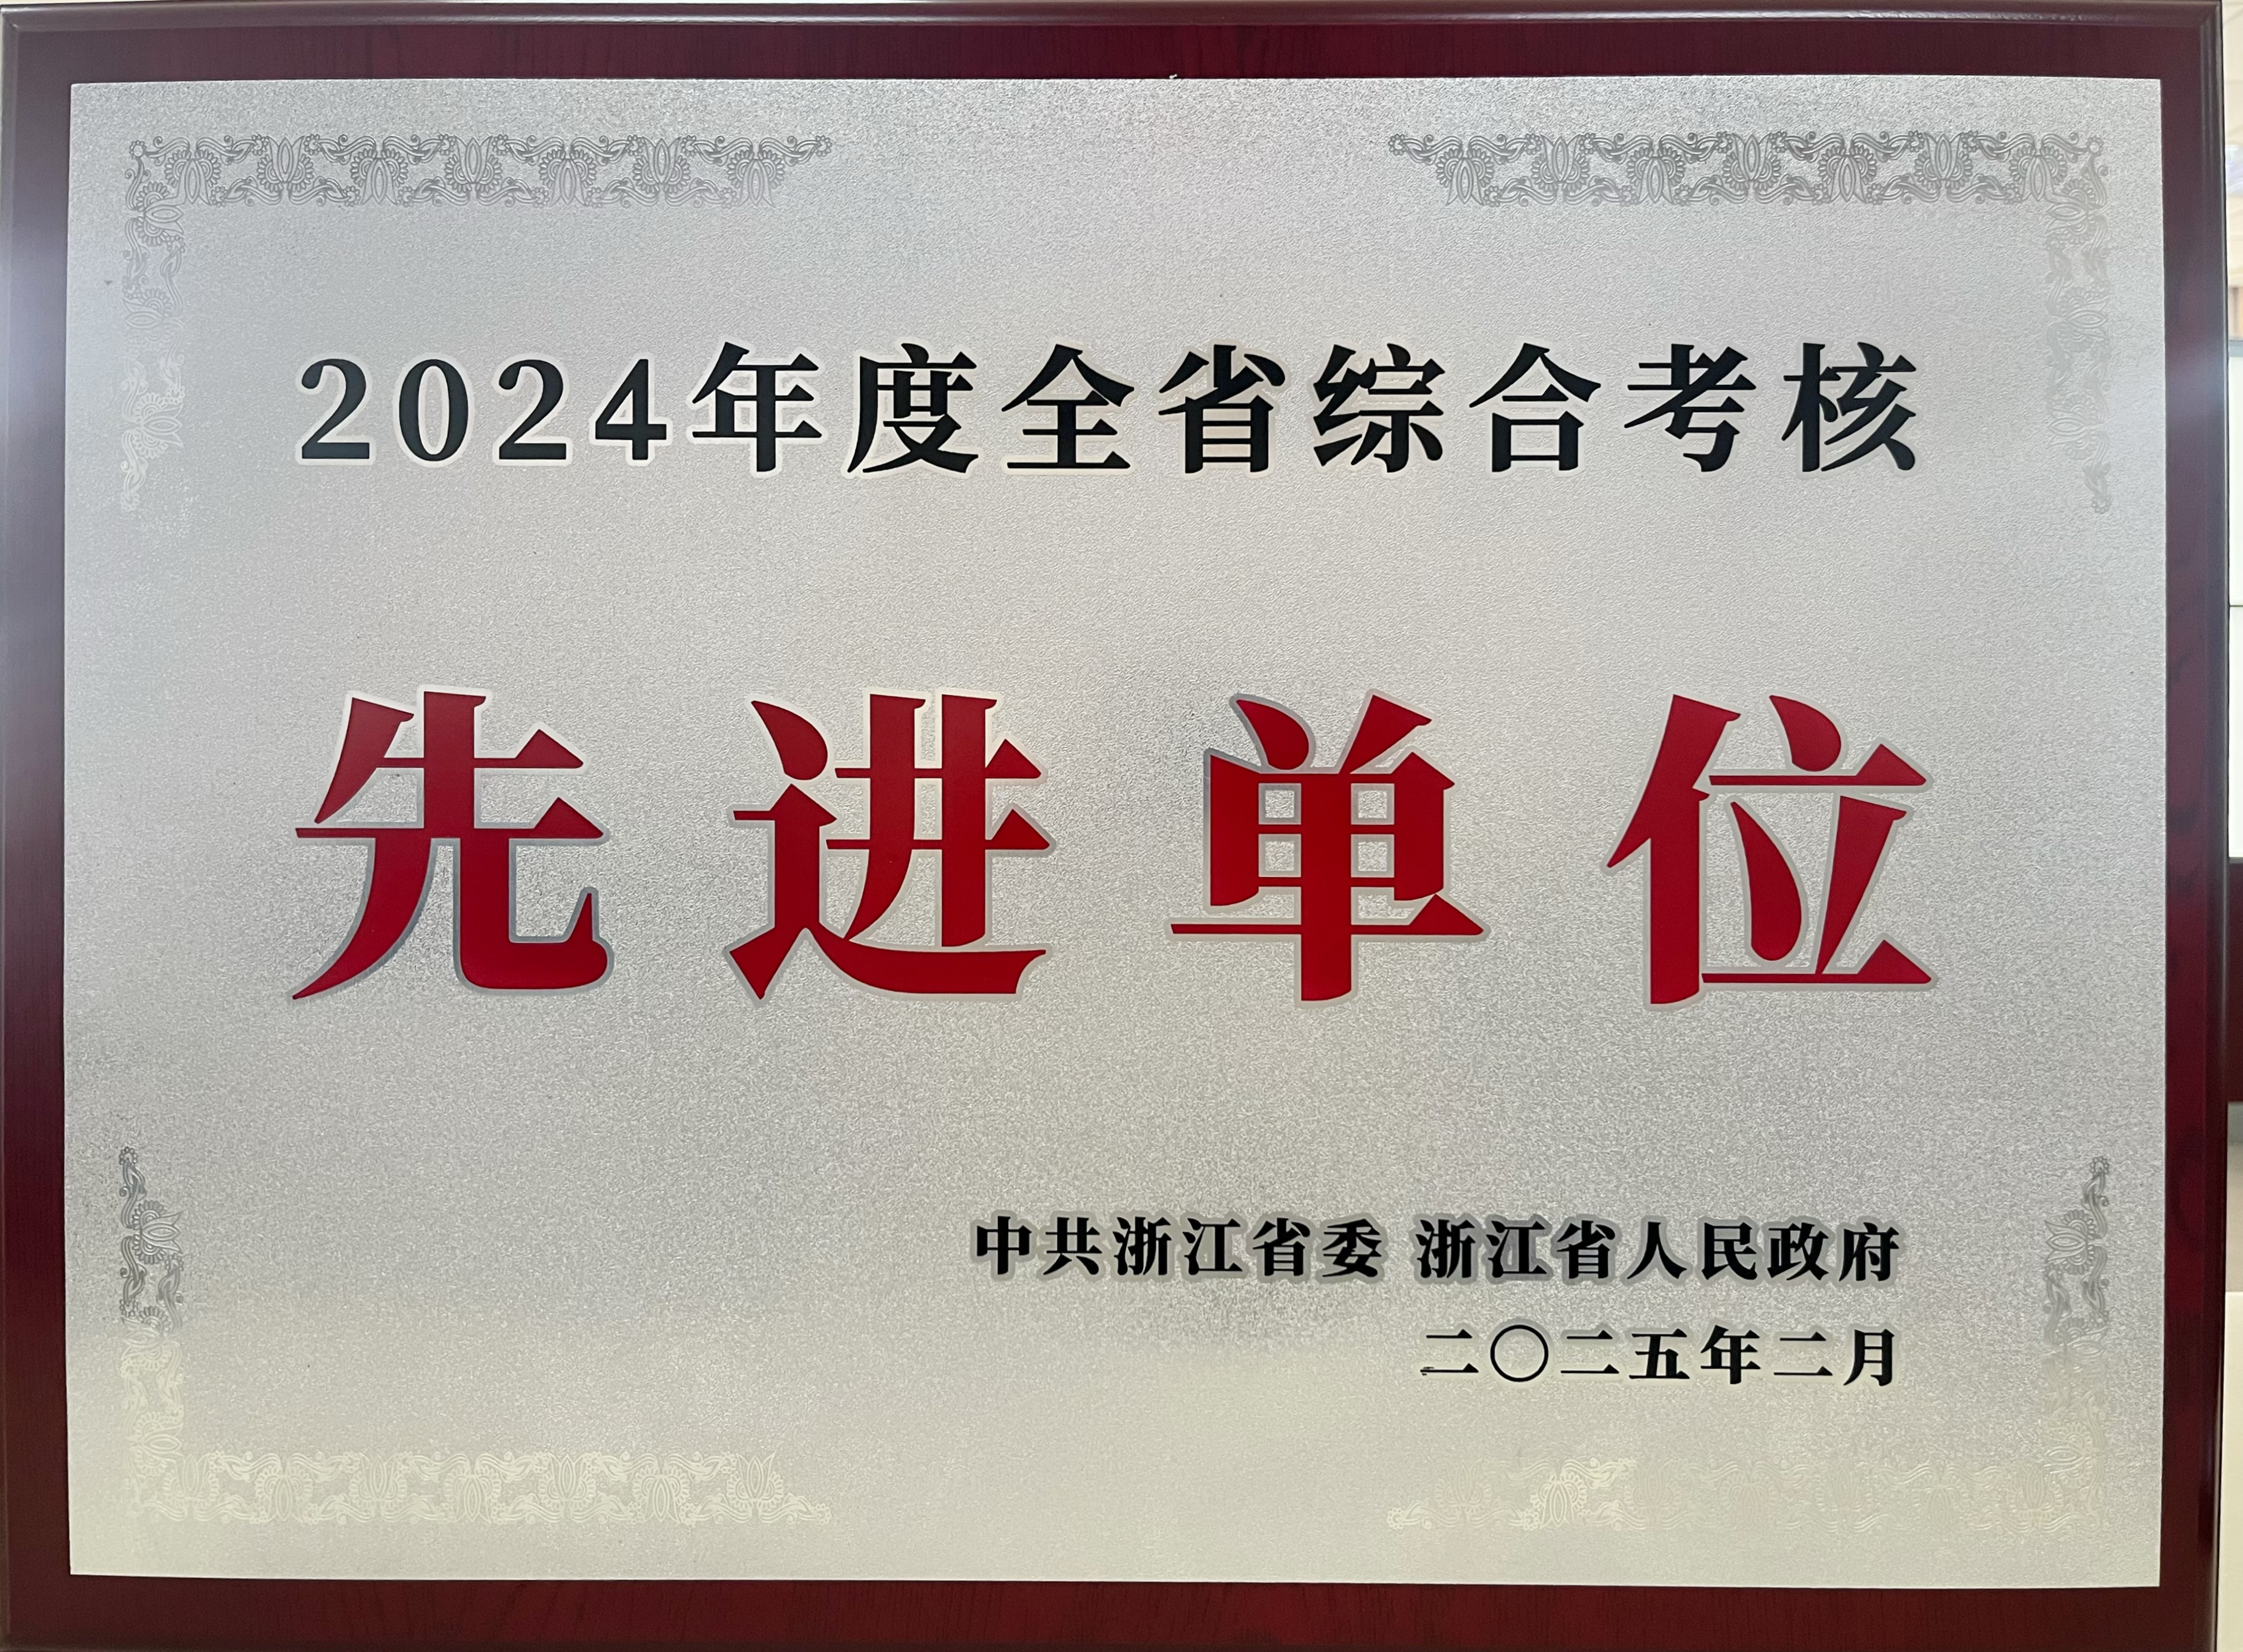 2024年度全省综合考核
先进单位
中共浙江省委 浙江省人民政府
二〇二五年二月